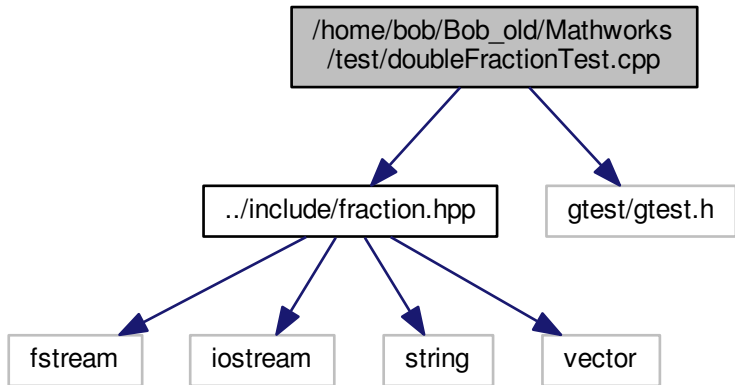 /home/bob/Bob_old/Mathworks
/test/doubleFractionTest.cpp
../include/fraction.hpp
gtest/gtest.h
fstream
iostream
string
vector